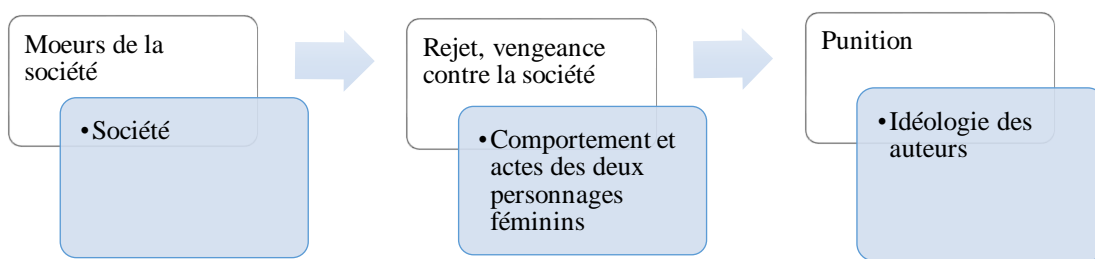 Moeurs de la
société
•Société
Rejet, vengeance
contre la société
•Comportement et
actes des deux
personnages
féminins
Punition
•Idéologie des
auteurs